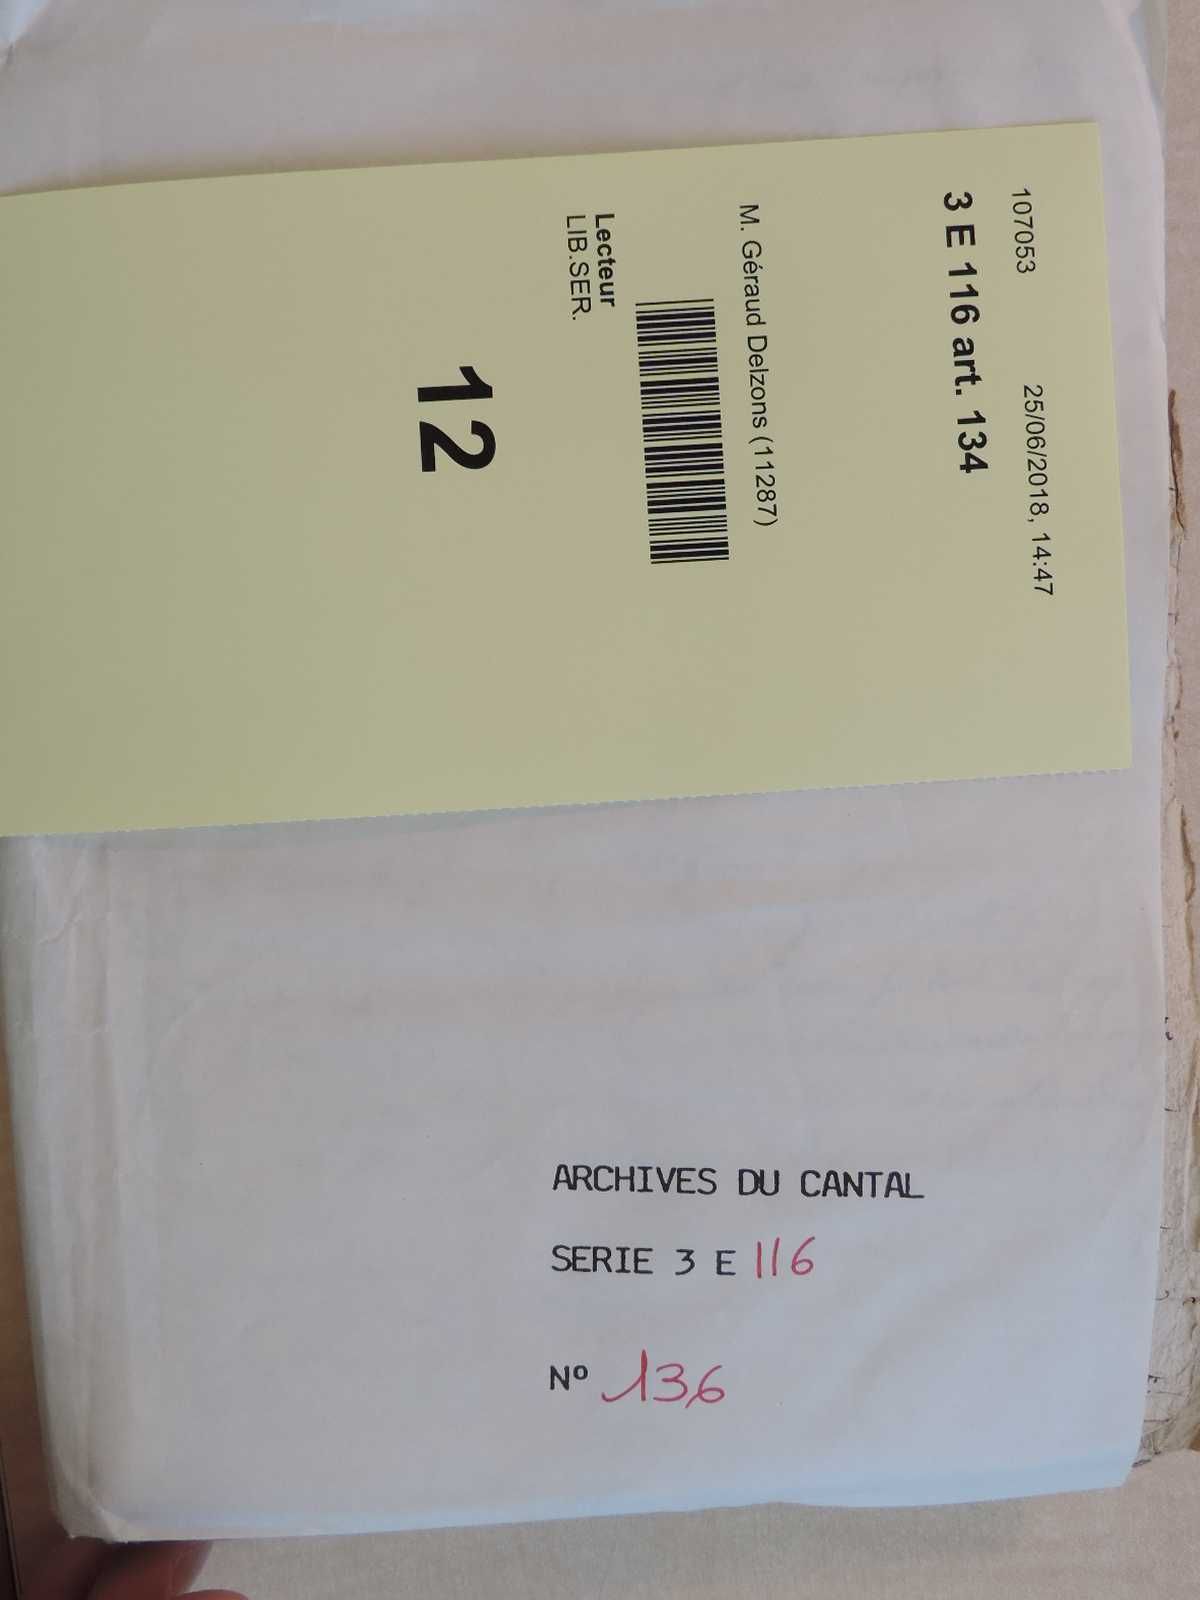 107053 25/06/2018, 14:47
3 E 116 art. 134
M. Géraud Delzons (11287)
Lecteur
LIB.SER.
12
ARCHIVES DU CANTAL
SERIE 3 E 116
Nº 136